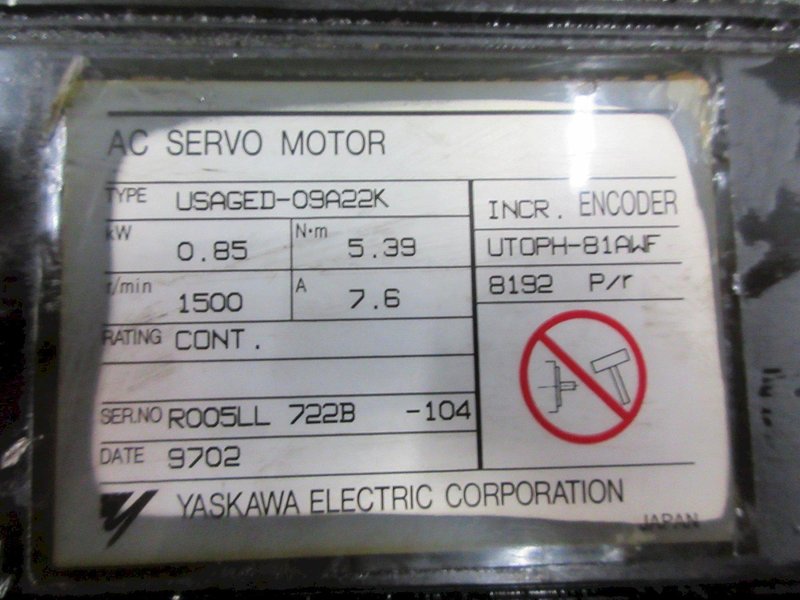 AC SERVO MOTOR
TYPE USAGED-09A22K
kW 0.85 N·m 5.39
r/min 1500 A 7.6
RATING CONT.
SER.NO R005LL 722B -104
DATE 9702
INCR. ENCODER
UTOPH-81AWF
8192 P/r
YASKAWA ELECTRIC CORPORATION
JAPAN